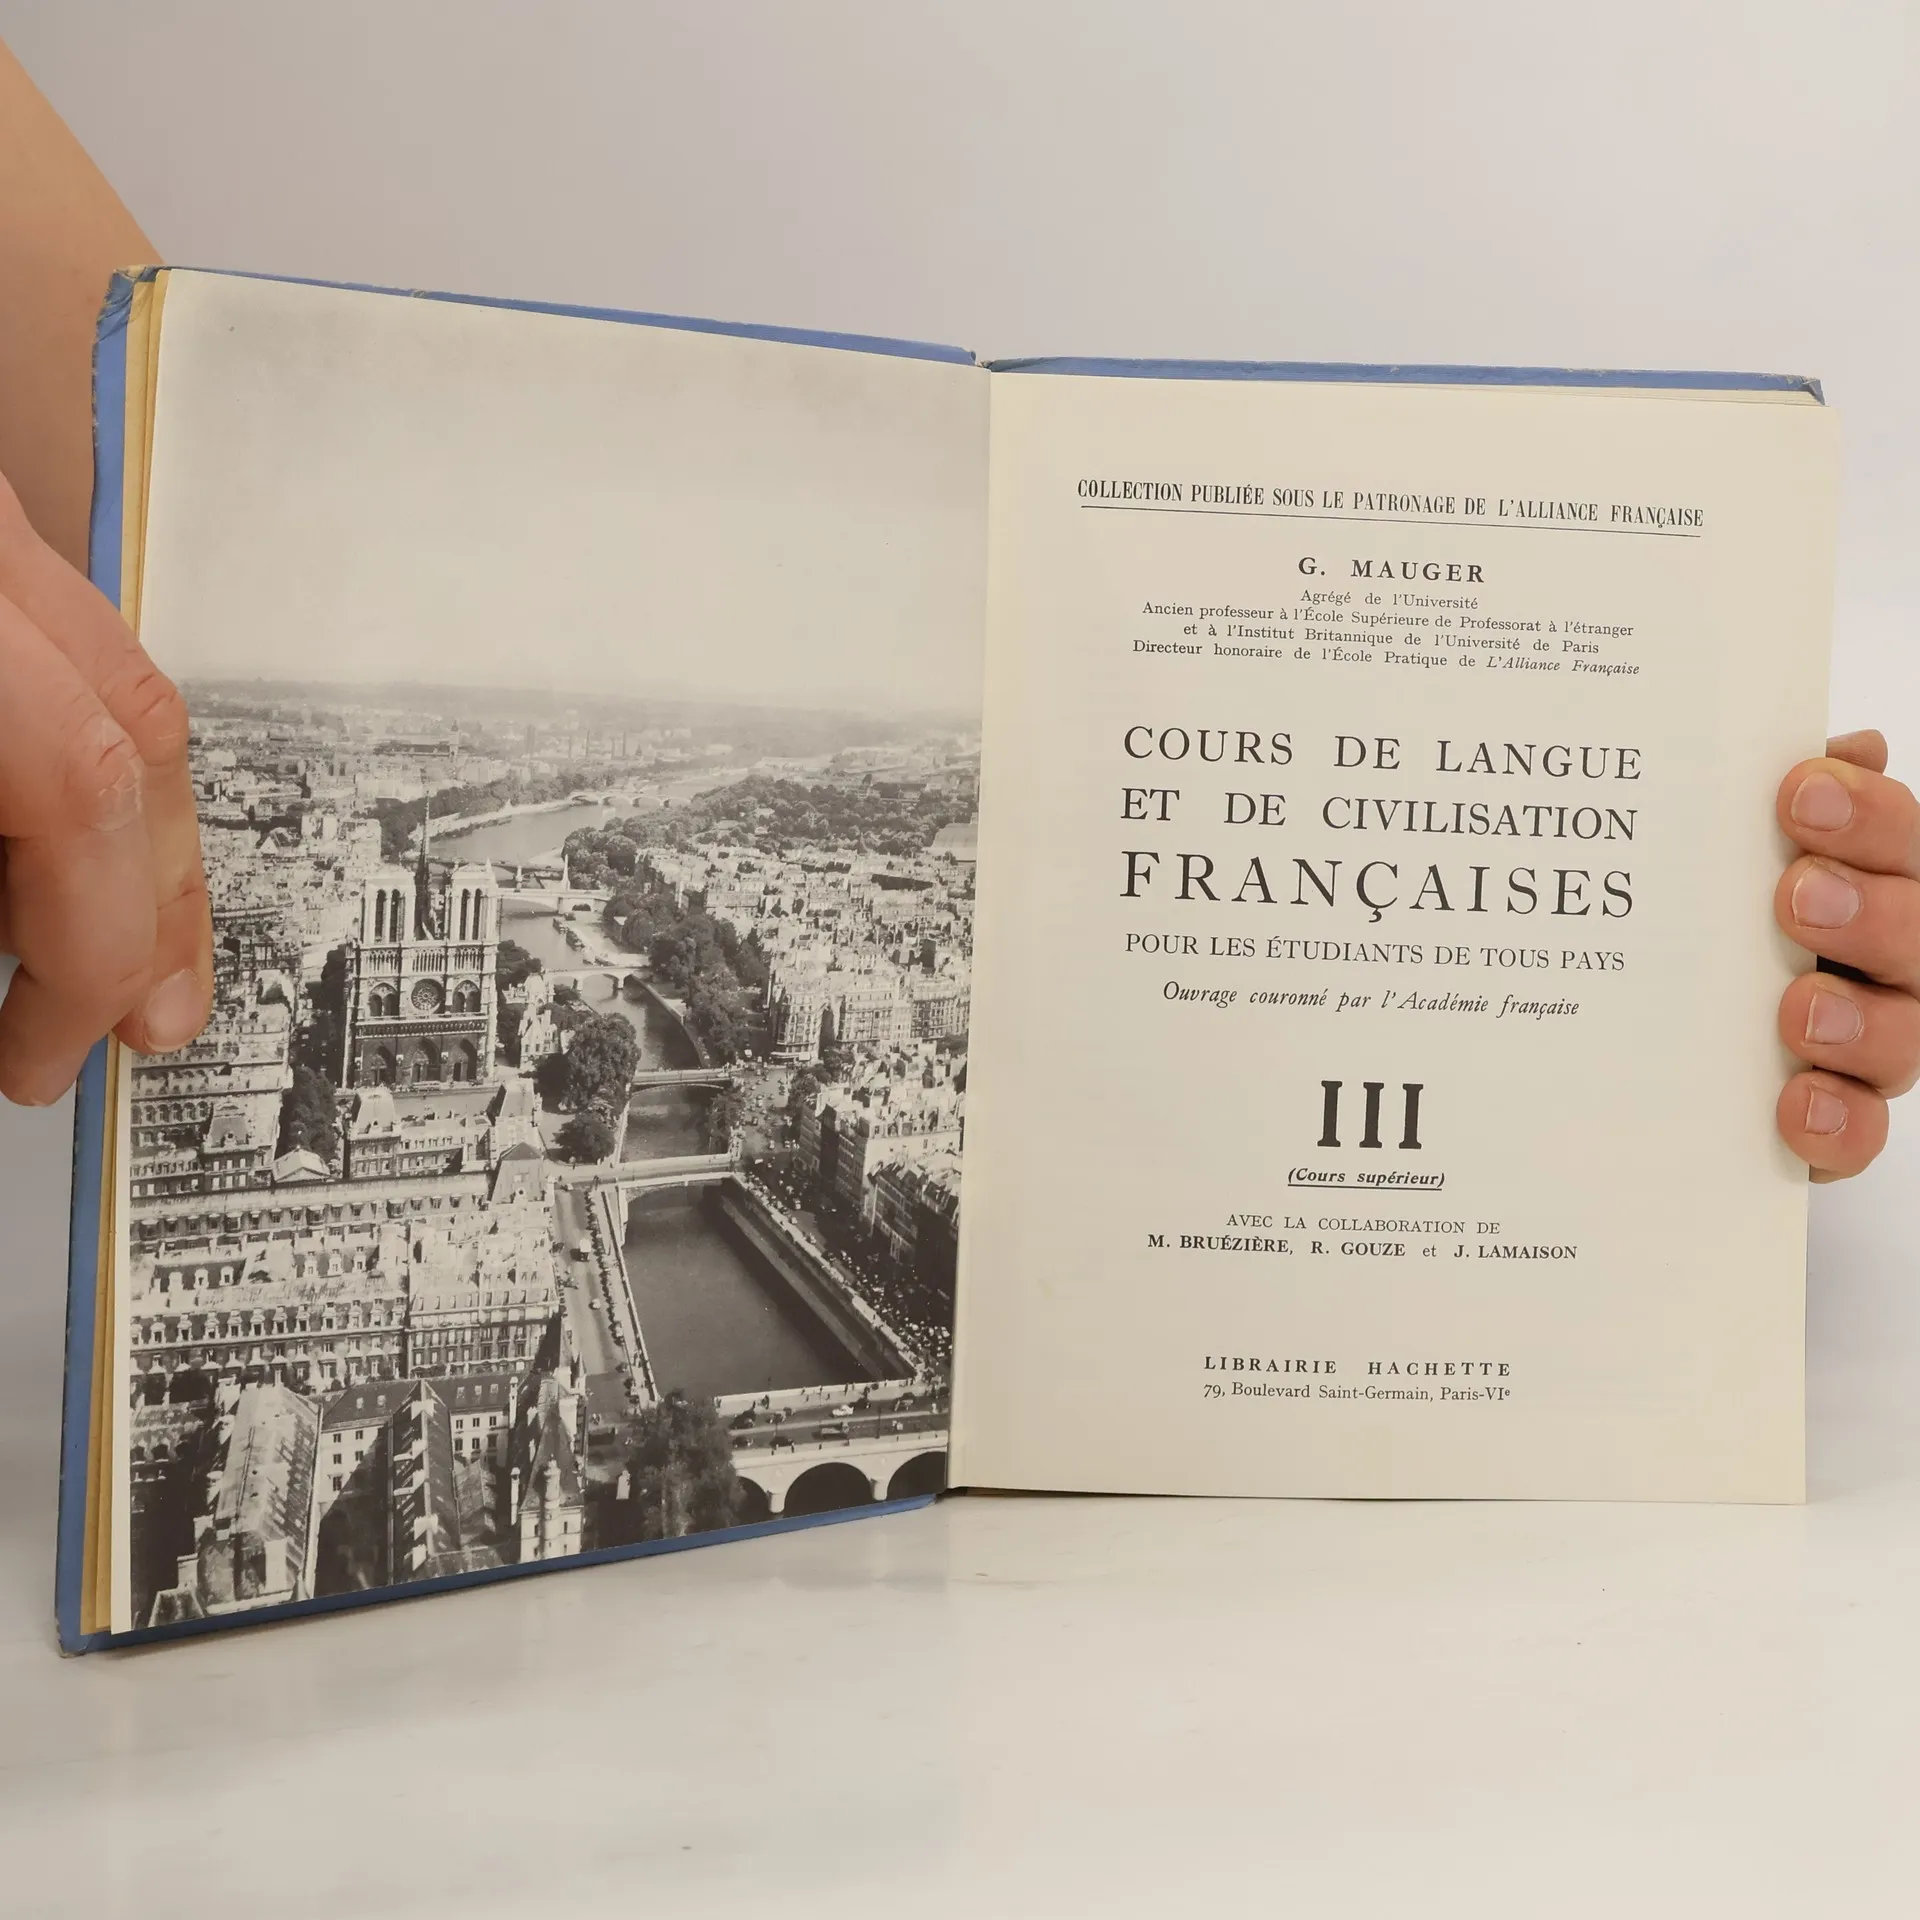 COLLECTION PUBLIÉE SOUS LE PATRONAGE DE L'ALLIANCE FRANÇAISE
G. MAUGER
Agrégé de l'Université
Ancien professeur à l'École Supérieure de Professorat à l'étranger
et à l'Institut Britannique de l'Université de Paris
Directeur honoraire de l'École Pratique de L'Alliance Française
COURS DE LANGUE
ET DE CIVILISATION
FRANÇAISES
POUR LES ÉTUDIANTS DE TOUS PAYS
Ouvrage couronné par l'Académie française
III
(Cours supérieur)
AVEC LA COLLABORATION DE
M. BRUÉZIÈRE, R. GOUZE et J. LAMAISON
LIBRAIRIE HACHETTE
79, Boulevard Saint-Germain, Paris-VIe